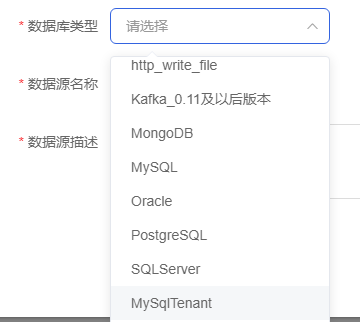 * 数据库类型 请选择
http_write_file
* 数据源名称
Kafka_0.11及以后版本
MongoDB
* 数据源描述
MySQL
Oracle
PostgreSQL
SQLServer
MySqlTenant